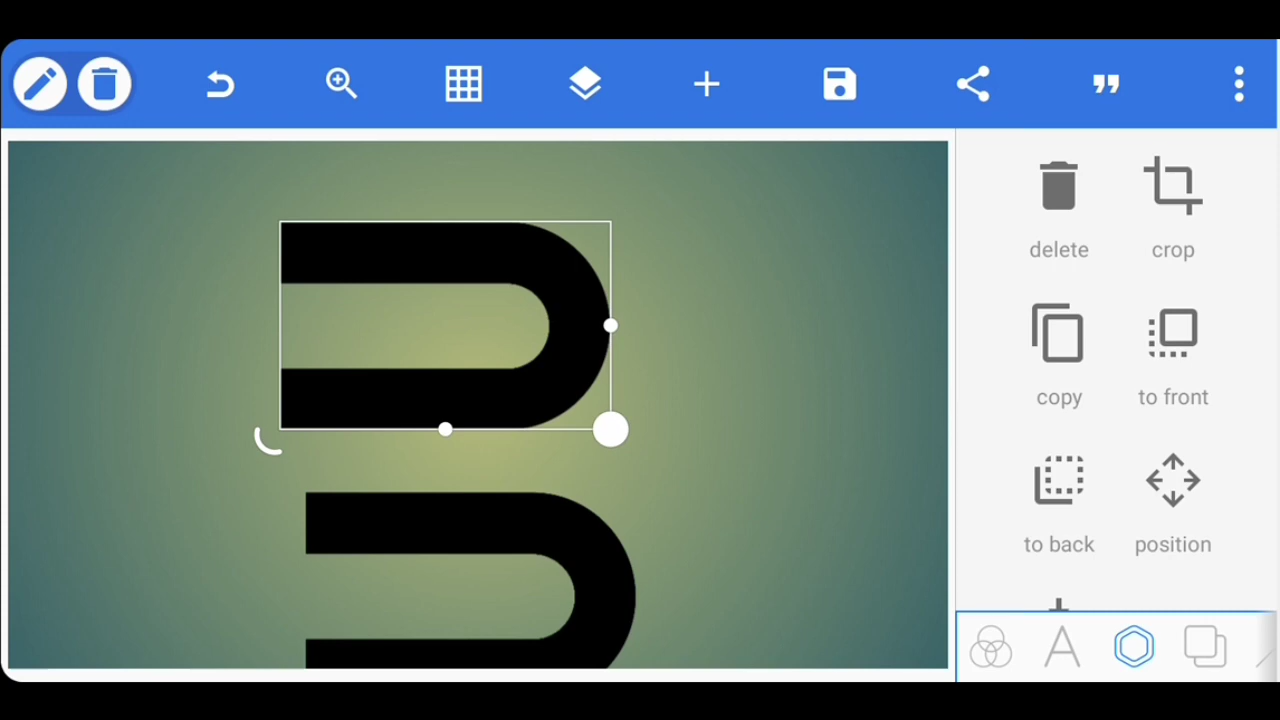 delete
crop
copy
to front
to back
position